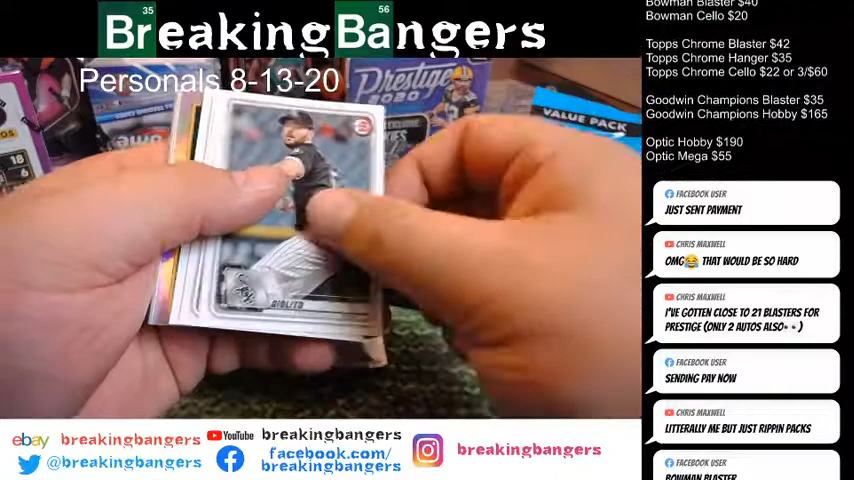 35
56
BreakingBangers
Personals 8-13-20
Prestige
2020
VALUE PACK
18
6
GIOLITO
Bowman Blaster $40
Bowman Cello $20
Topps Chrome Blaster $42
Topps Chrome Hanger $35
Topps Chrome Cello $22 or 3/$60
Goodwin Champions Blaster $35
Goodwin Champions Hobby $165
Optic Hobby $190
Optic Mega $55
FACEBOOK USER
JUST SENT PAYMENT
CHRIS MAXWELL
OMG😂 THAT WOULD BE SO HARD
CHRIS MAXWELL
I'VE GOTTEN CLOSE TO 21 BLASTERS FOR
PRESTIGE (ONLY 2 AUTOS ALSO👀)
FACEBOOK USER
SENDING PAY NOW
CHRIS MAXWELL
LITTERALLY ME BUT JUST RIPPIN PACKS
FACEBOOK USER
BOWMAN BLASTER
ebay breakingbangers
YouTube breakingbangers
@breakingbangers
facebook.com/
breakingbangers
breakingbangers